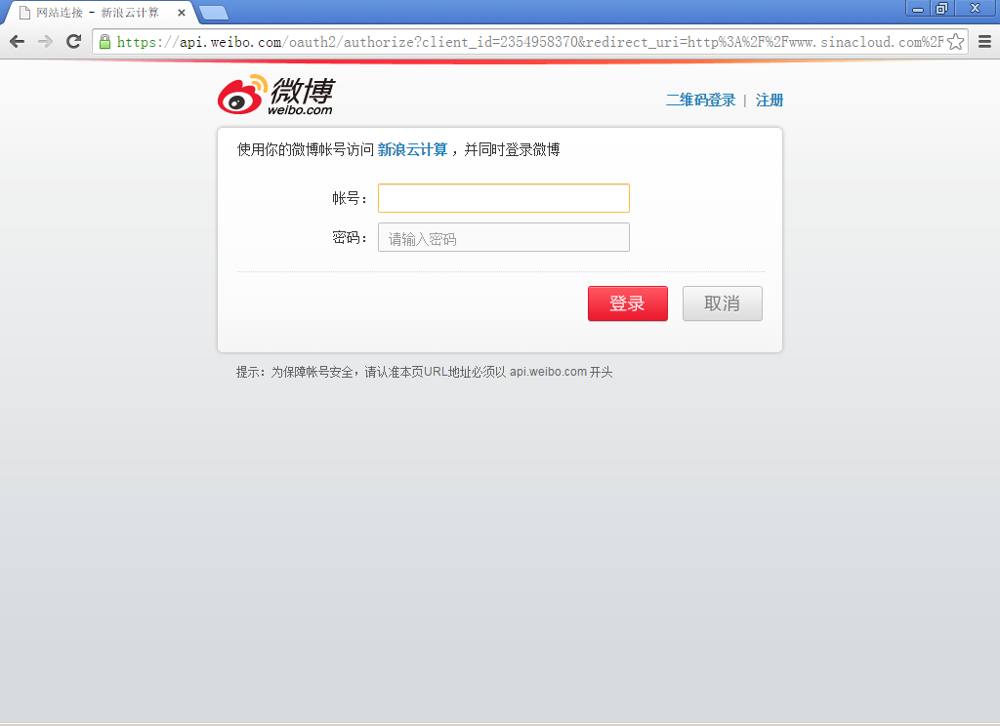 网站连接 - 新浪云计算
https://api.weibo.com/oauth2/authorize?client_id=2354958370&redirect_uri=http%3A%2F%2Fwww.sinacloud.com%2F
微博
weibo.com
二维码登录 | 注册
使用你的微博帐号访问 新浪云计算 ，并同时登录微博
帐号：
密码： 请输入密码
登录 取消
提示：为保障帐号安全，请认准本页URL地址必须以 api.weibo.com 开头